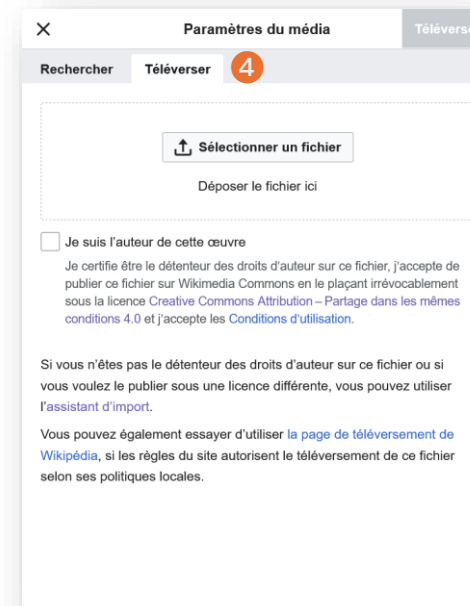 Paramètres du média
Téléverse
Rechercher Téléverser 4
Sélectionner un fichier
Déposer le fichier ici
Je suis l'auteur de cette œuvre
Je certifie être le détenteur des droits d'auteur sur ce fichier, j'accepte de
publier ce fichier sur Wikimedia Commons en le plaçant irrévocablement
sous la licence Creative Commons Attribution – Partage dans les mêmes
conditions 4.0 et j'accepte les Conditions d'utilisation.
Si vous n'êtes pas le détenteur des droits d'auteur sur ce fichier ou si
vous voulez le publier sous une licence différente, vous pouvez utiliser
l'assistant d'import.
Vous pouvez également essayer d'utiliser la page de téléversement de
Wikipédia, si les règles du site autorisent le téléversement de ce fichier
selon ses politiques locales.